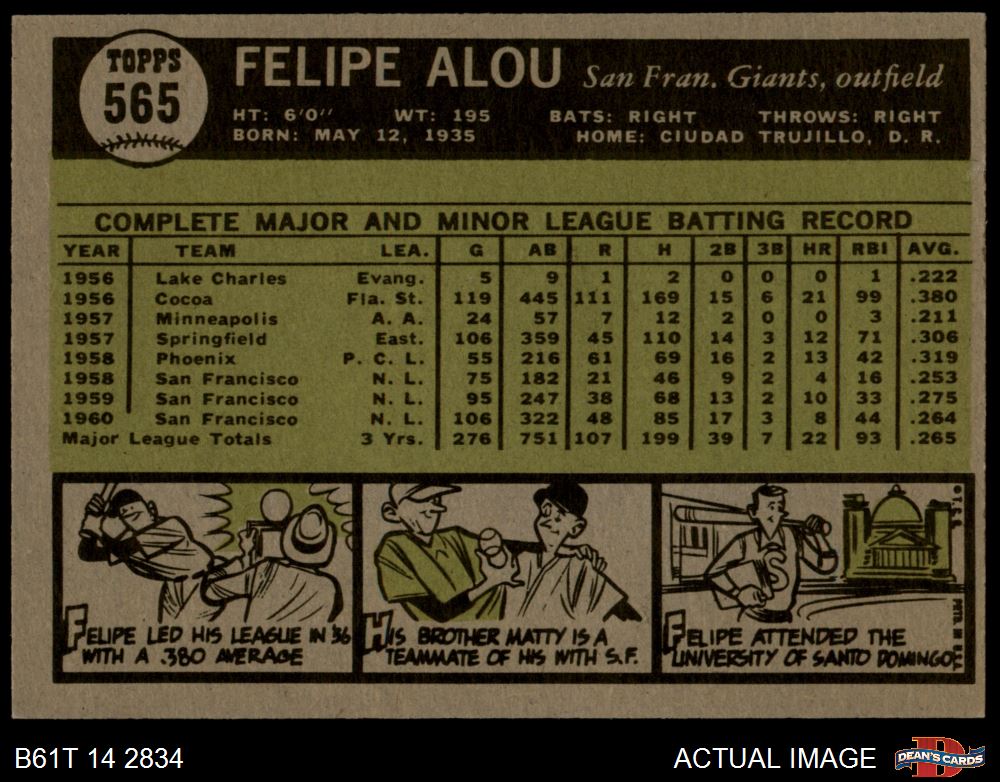 TOPPS
565
FELIPE ALOU San Fran. Giants, outfield
HT: 6'0" WT: 195 BATS: RIGHT THROWS: RIGHT
BORN: MAY 12, 1935 HOME: CIUDAD TRUJILLO, D. R.
COMPLETE MAJOR AND MINOR LEAGUE BATTING RECORD
YEAR TEAM LEA. G AB R H 2B 3B HR RBI AVG.
1956 Lake Charles Evang. 5 9 1 2 0 0 0 1 .222
1956 Cocoa Fla. St. 119 445 111 169 15 6 21 99 .380
1957 Minneapolis A. A. 24 57 7 12 2 0 0 3 .211
1957 Springfield East. 106 359 45 110 14 3 12 71 .306
1958 Phoenix P. C. L. 55 216 61 69 16 2 13 42 .319
1958 San Francisco N. L. 75 182 21 46 9 2 4 16 .253
1959 San Francisco N. L. 95 247 38 68 13 2 10 33 .275
1960 San Francisco N. L. 106 322 48 85 17 3 8 44 .264
Major League Totals 3 Yrs. 276 751 107 199 39 7 22 93 .265
FELIPE LED HIS LEAGUE IN '56
WITH A .380 AVERAGE
HIS BROTHER MATTY IS A
TEAMMATE OF HIS WITH S.F.
S
FELIPE ATTENDED THE
UNIVERSITY OF SANTO DOMINGO.
© T.C.G.
B61T 14 2834
ACTUAL IMAGE
D
DEAN'S CARDS